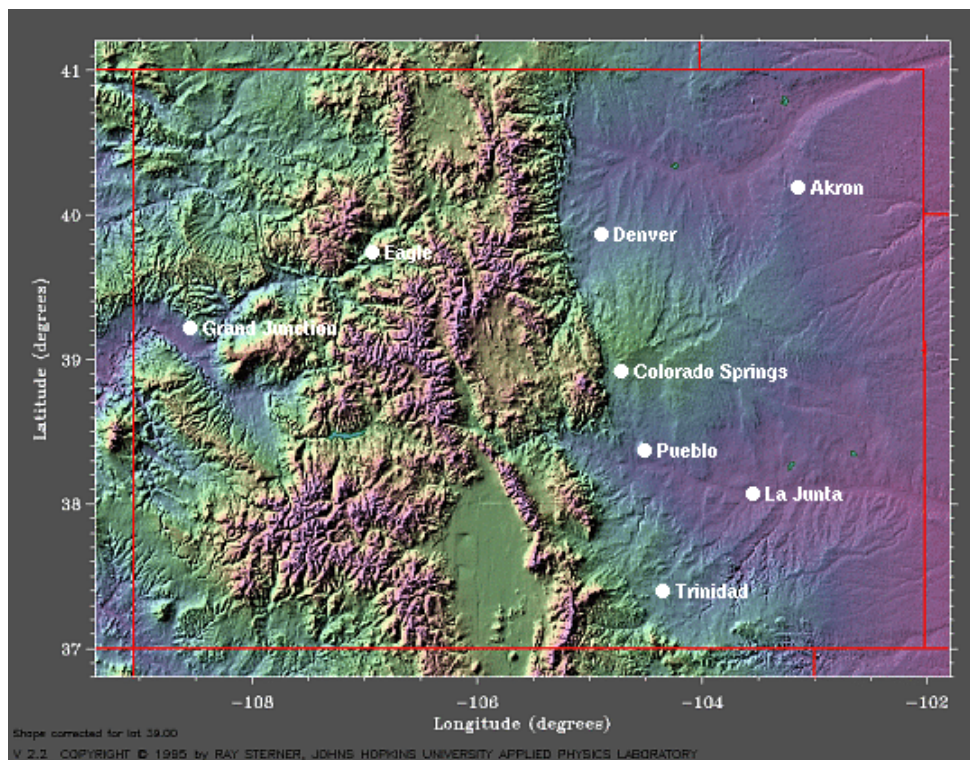 41
Akron
40
Denver
Eagle
Grand Junction
39
Colorado Springs
Pueblo
38
La Junta
Trinidad
37
Latitude (degrees)
-108
-106
-104
-102
Longitude (degrees)
Shape corrected for lat 39.00
V 2.2 COPYRIGHT © 1995 by RAY STERNER, JOHNS HOPKINS UNIVERSITY APPLIED PHYSICS LABORATORY